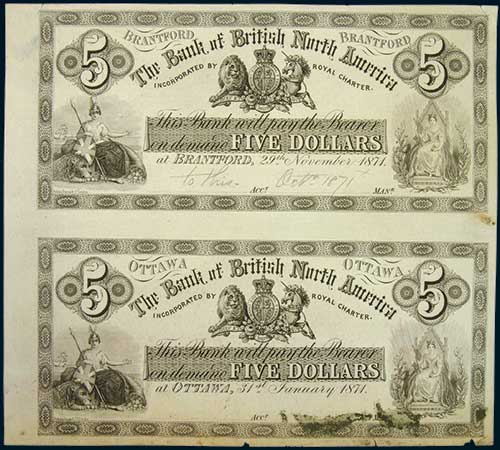 BRANTFORD BRANTFORD
5 The Bank of British North America 5
INCORPORATED BY ROYAL CHARTER.
This Bank will pay the Bearer
on demand FIVE DOLLARS
at BRANTFORD, 29th November 1871.
to this. Octr 1871
ACCt. MANr.
OTTAWA OTTAWA
5 The Bank of British North America 5
INCORPORATED BY ROYAL CHARTER.
This Bank will pay the Bearer
on demand FIVE DOLLARS
at OTTAWA, 31st January 1871.
ACCt.